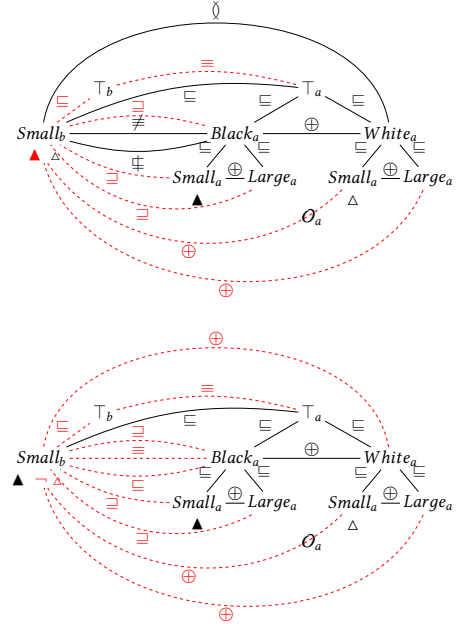 ≬
≡
⊤b ⊤a
⊑ ⊒ ⊑ ⊑ ⊑
Smallb ≢ Blacka ⊕ Whitea
▲ △ ⋢ ⊑ ⊑ ⊑ ⊑
⊒ Smalla ⊕ Largea Smalla ⊕ Largea
▲ △
⊒ Oa
⊕
⊕
⊕
≡
⊤b ⊤a
⊑ ⊒ ⊑ ⊑ ⊑
Smallb ≡ Blacka ⊕ Whitea
▲ ¬ △ ⊑ ⊑ ⊑ ⊑ ⊑
⊒ Smalla ⊕ Largea Smalla ⊕ Largea
▲ △
⊒ Oa
⊕
⊕